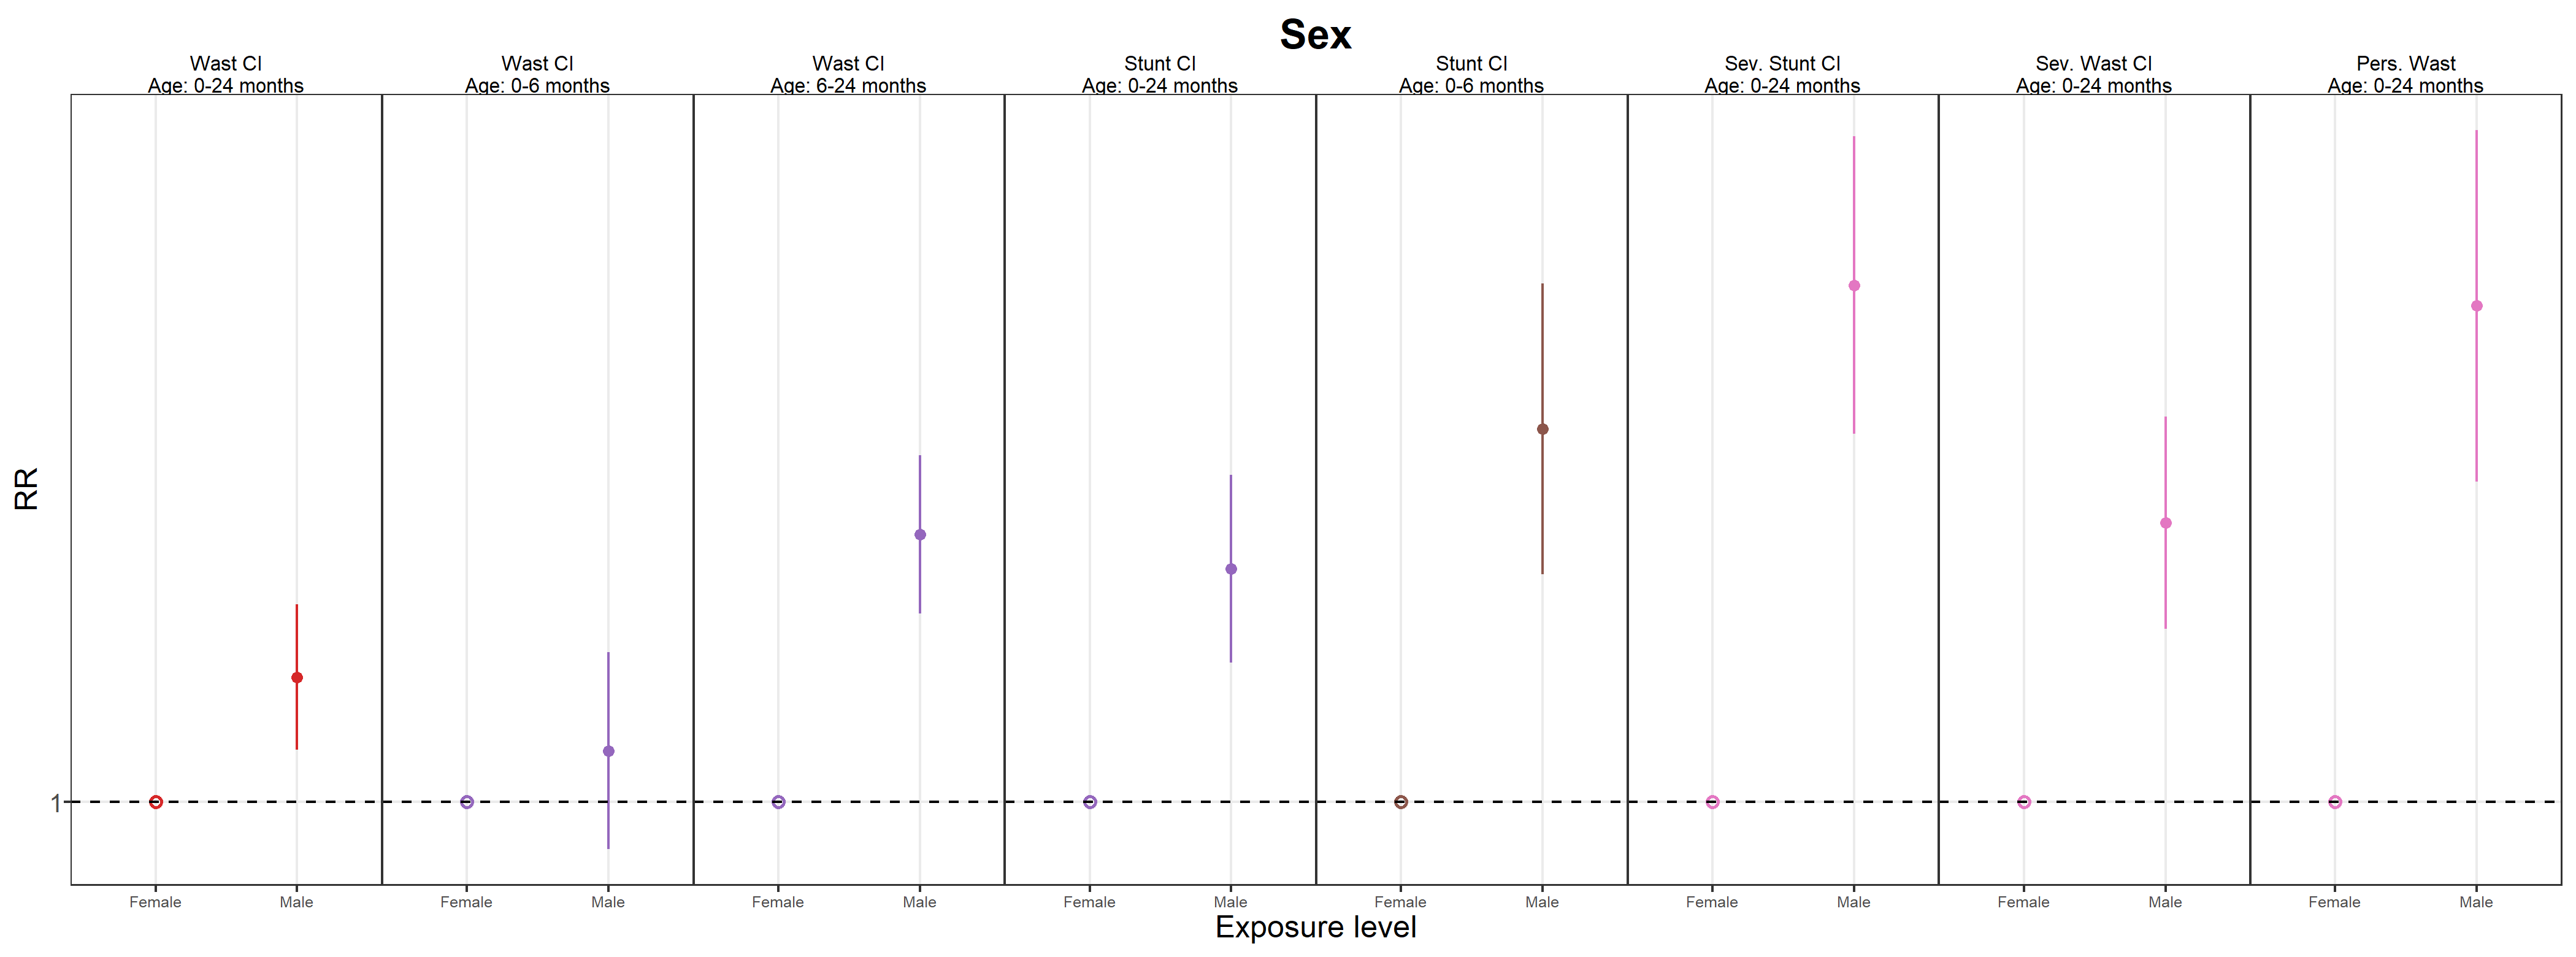 Sex
Wast CI
Age: 0-24 months
Wast CI
Age: 0-6 months
Wast CI
Age: 6-24 months
Stunt CI
Age: 0-24 months
Stunt CI
Age: 0-6 months
Sev. Stunt CI
Age: 0-24 months
Sev. Wast CI
Age: 0-24 months
Pers. Wast
Age: 0-24 months
RR
1
Female Male Female Male Female Male Female Male Female Male Female Male Female Male Female Male
Exposure level